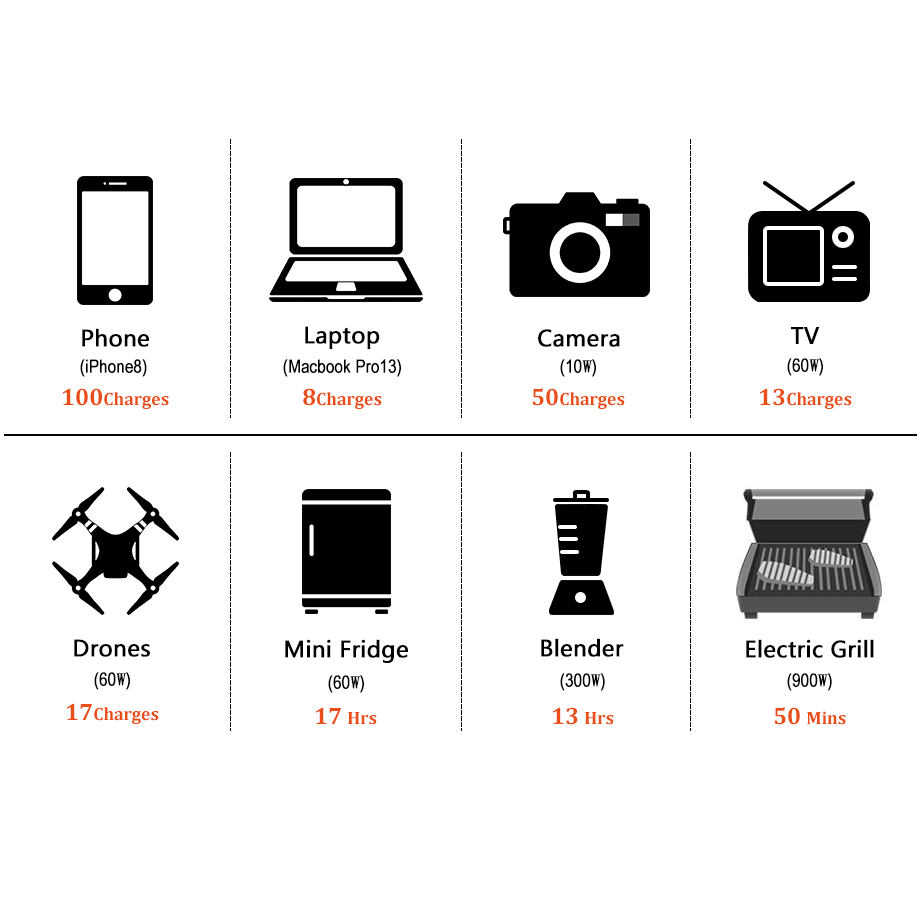 Phone
(iPhone8)
100Charges
Laptop
(Macbook Pro13)
8Charges
Camera
(10W)
50Charges
TV
(60W)
13Charges
Drones
(60W)
17Charges
Mini Fridge
(60W)
17 Hrs
Blender
(300W)
13 Hrs
Electric Grill
(900W)
50 Mins